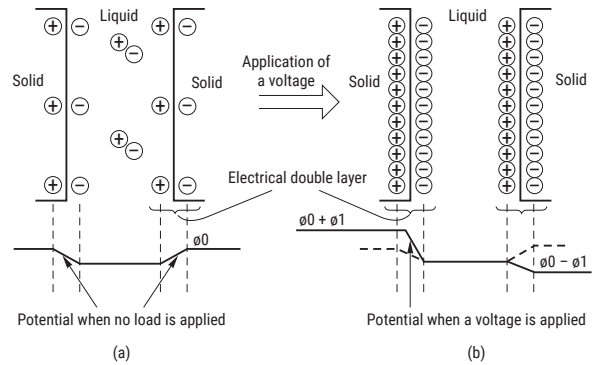 Liquid
Solid
Solid
Application of
a voltage
Liquid
Solid
Solid
Electrical double layer
ø0
ø0 + ø1
ø0 – ø1
Potential when no load is applied
Potential when a voltage is applied
(a)
(b)